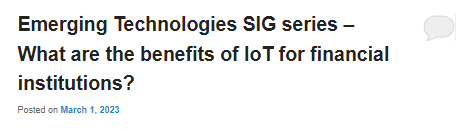 Emerging Technologies SIG series –
What are the benefits of IoT for financial
institutions?
Posted on March 1, 2023